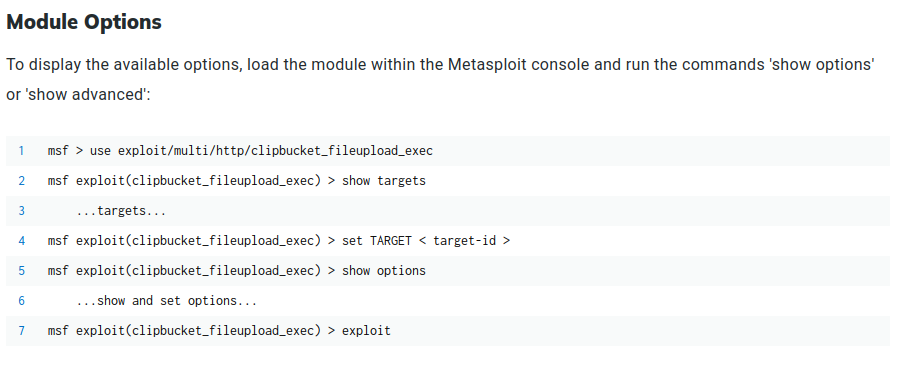 Module Options
To display the available options, load the module within the Metasploit console and run the commands 'show options'
or 'show advanced':
1 msf > use exploit/multi/http/clipbucket_fileupload_exec
2 msf exploit(clipbucket_fileupload_exec) > show targets
3 ...targets...
4 msf exploit(clipbucket_fileupload_exec) > set TARGET < target-id >
5 msf exploit(clipbucket_fileupload_exec) > show options
6 ...show and set options...
7 msf exploit(clipbucket_fileupload_exec) > exploit